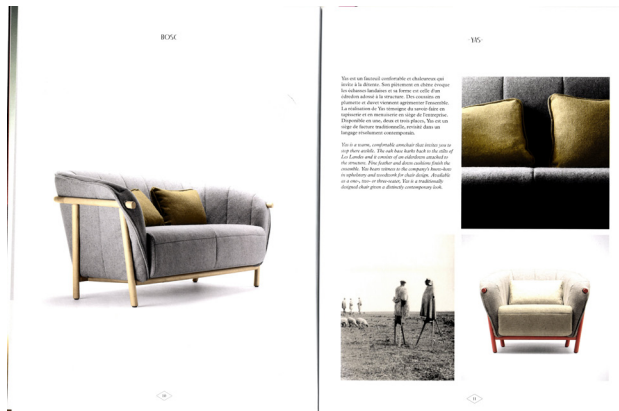 BOSC
YAS
Yas est un fauteuil confortable et chaleureux qui
invite à la détente. Son piètement en chêne évoque
les échasses landaises et sa forme est celle d'un
édredon adossé à la structure. Des coussins en
plumette et duvet viennent agrémenter l'ensemble.
La réalisation de Yas témoigne du savoir-faire en
tapisserie et en menuiserie en siège de l'entreprise.
Disponible en une, deux et trois places, Yas est un
siège de facture traditionnelle, revisité dans un
langage résolument contemporain.
Yas is a warm, comfortable armchair that invites you to
stop there awhile. The oak base harks back to the stilts of
Les Landes and it consists of an eiderdown attached to
the structure. Fine feather and down cushions finish the
ensemble. Yas bears witness to the company's know-how
in upholstery and woodwork for chair design. Available
as a one-, two- or three-seater, Yas is a traditionally
designed chair given a distinctly contemporary look.